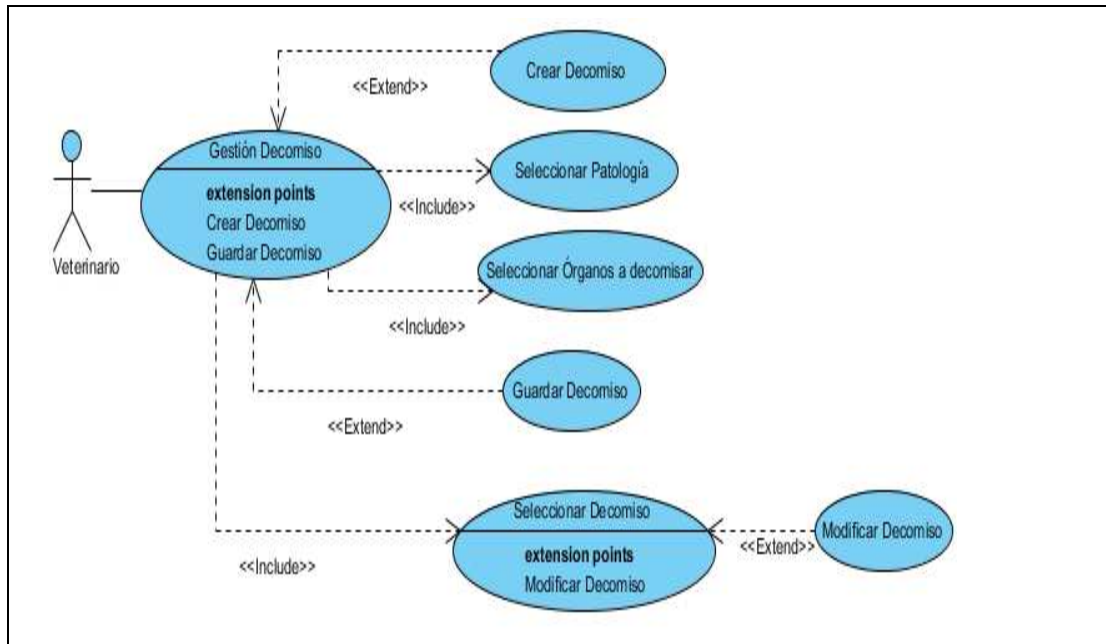 Crear Decomiso
<<Extend>>
Gestión Decomiso
extension points
Crear Decomiso
Guardar Decomiso
Veterinario
Seleccionar Patología
<<Include>>
Seleccionar Órganos a decomisar
<<Include>>
Guardar Decomiso
<<Extend>>
Seleccionar Decomiso
extension points
Modificar Decomiso
<<Include>>
Modificar Decomiso
<<Extend>>